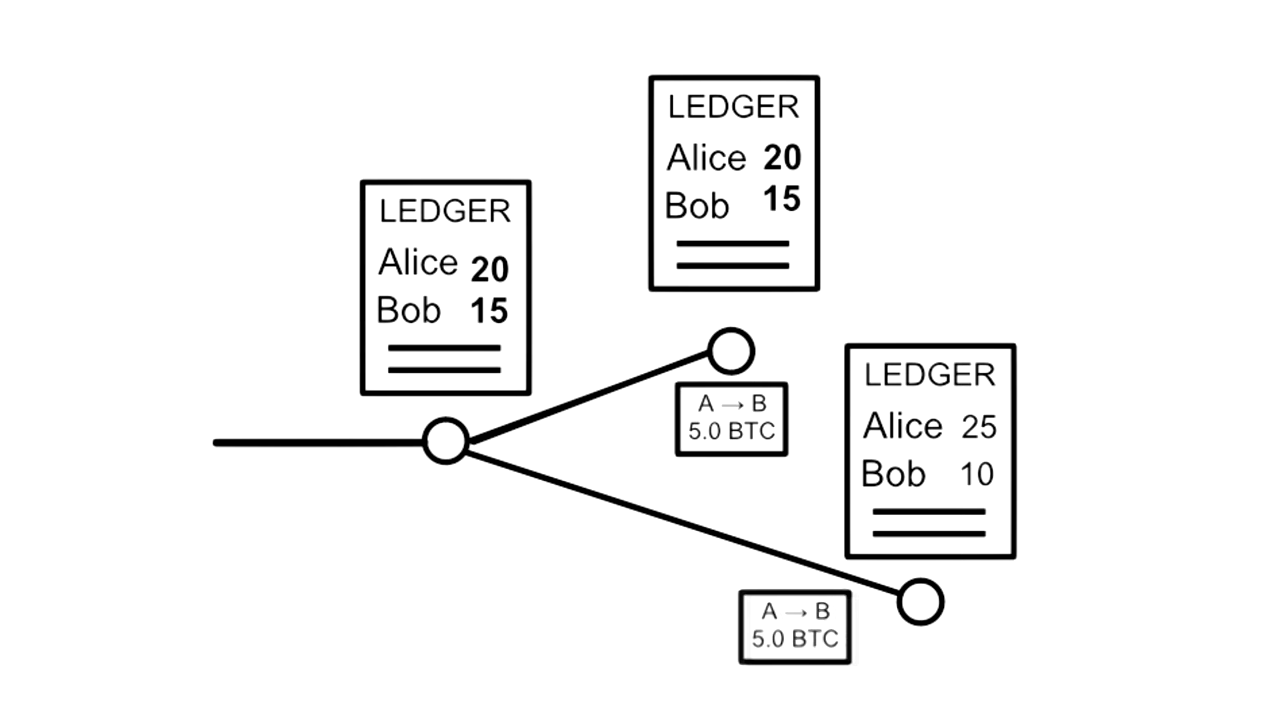 LEDGER
Alice 20
Bob 15
LEDGER
Alice 20
Bob 15
A → B
5.0 BTC
LEDGER
Alice 25
Bob 10
A → B
5.0 BTC